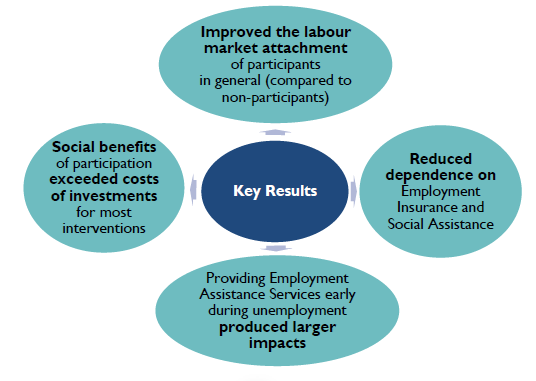 Improved the labour
market attachment
of participants
in general (compared to
non-participants)
Social benefits
of participation
exceeded costs
of investments
for most
interventions
Key Results
Reduced
dependence on
Employment
Insurance and
Social Assistance
Providing Employment
Assistance Services early
during unemployment
produced larger
impacts